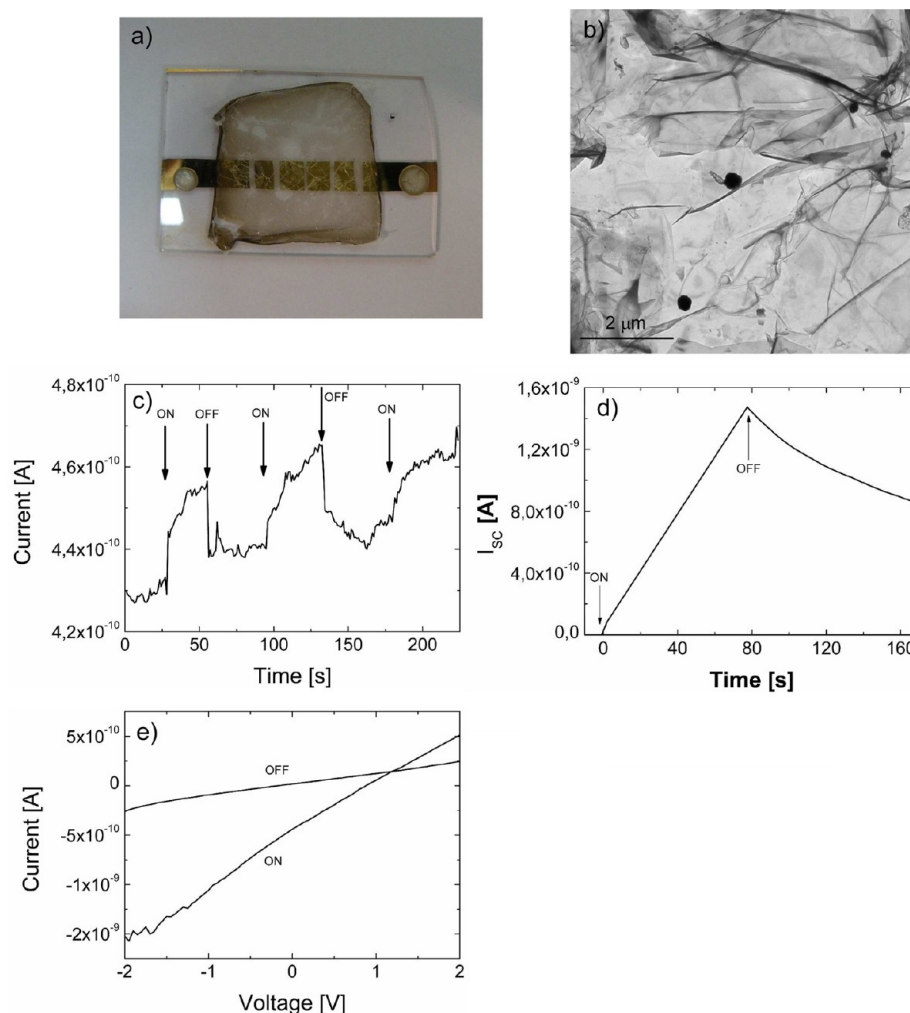 a)
b)
2 μm
c)
4,8x10⁻¹⁰
4,6x10⁻¹⁰
4,4x10⁻¹⁰
4,2x10⁻¹⁰
Current [A]
ON
OFF
ON
OFF
ON
0
50
100
150
200
Time [s]
d)
1,6x10⁻⁹
1,2x10⁻⁹
8,0x10⁻¹⁰
4,0x10⁻¹⁰
0,0
I_SC [A]
ON
OFF
0
40
80
120
160
Time [s]
e)
5x10⁻¹⁰
0
-5x10⁻¹⁰
-1x10⁻⁹
-2x10⁻⁹
Current [A]
OFF
ON
-2
-1
0
1
2
Voltage [V]